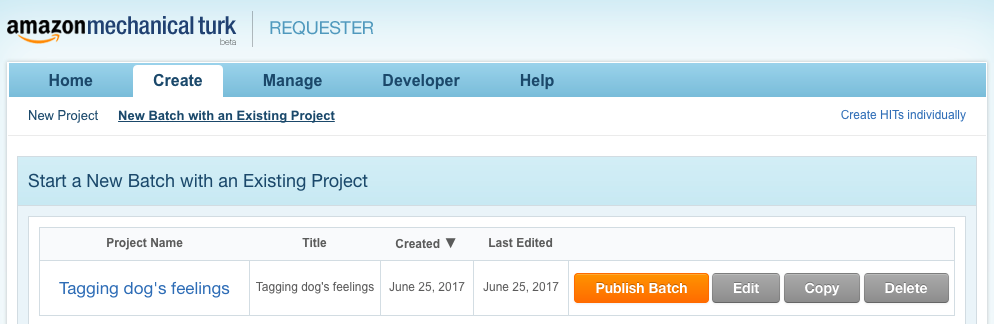 amazonmechanical turk
beta
REQUESTER
Home Create Manage Developer Help
New Project New Batch with an Existing Project Create HITs individually
Start a New Batch with an Existing Project
Project Name Title Created ▼ Last Edited
Tagging dog's feelings Tagging dog's feelings June 25, 2017 June 25, 2017 Publish Batch Edit Copy Delete